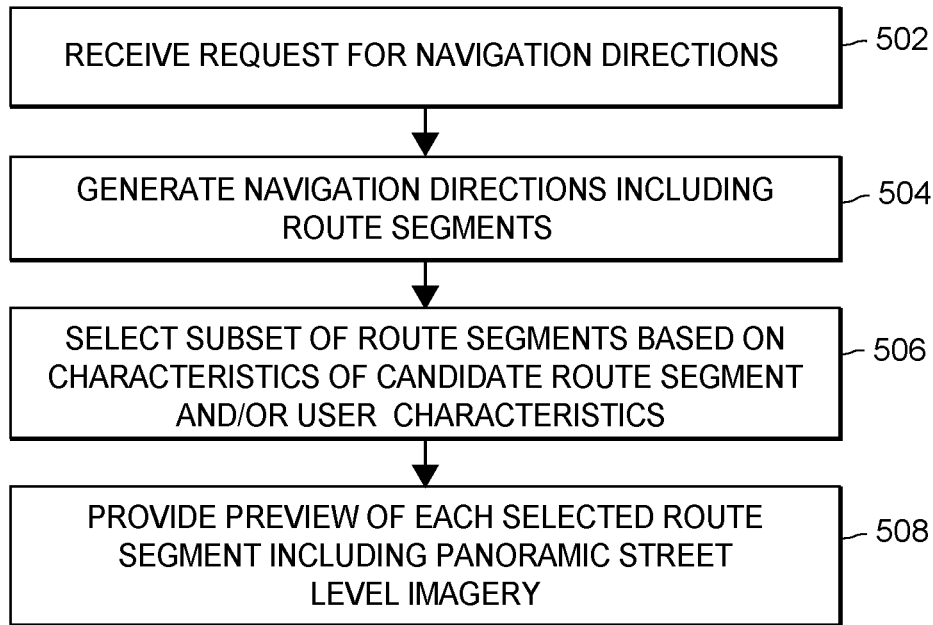 RECEIVE REQUEST FOR NAVIGATION DIRECTIONS
502
GENERATE NAVIGATION DIRECTIONS INCLUDING
ROUTE SEGMENTS
504
SELECT SUBSET OF ROUTE SEGMENTS BASED ON
CHARACTERISTICS OF CANDIDATE ROUTE SEGMENT
AND/OR USER CHARACTERISTICS
506
PROVIDE PREVIEW OF EACH SELECTED ROUTE
SEGMENT INCLUDING PANORAMIC STREET
LEVEL IMAGERY
508